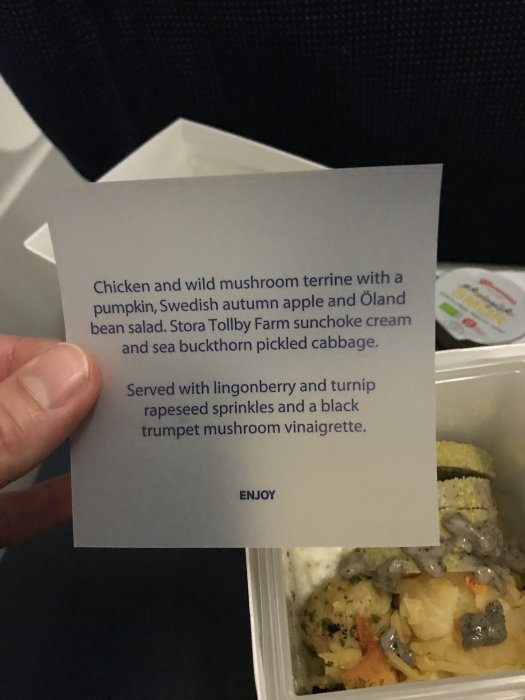 Chicken and wild mushroom terrine with a
pumpkin, Swedish autumn apple and Öland
bean salad. Stora Tollby Farm sunchoke cream
and sea buckthorn pickled cabbage.
Served with lingonberry and turnip
rapeseed sprinkles and a black
trumpet mushroom vinaigrette.
ENJOY